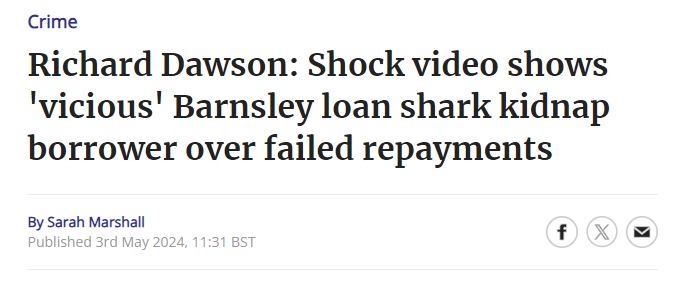 Crime
Richard Dawson: Shock video shows
'vicious' Barnsley loan shark kidnap
borrower over failed repayments
By Sarah Marshall
Published 3rd May 2024, 11:31 BST